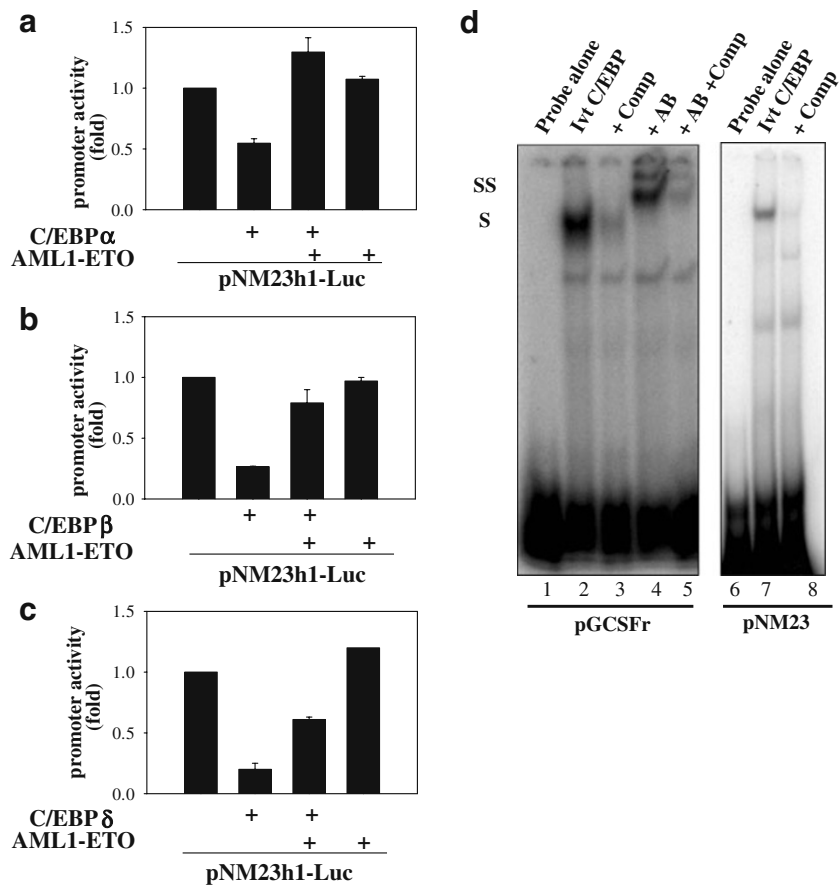 a
1.5
1.0
0.5
0.0
promoter activity
(fold)
C/EBPα + +
AML1-ETO + +
pNM23h1-Luc
b
1.5
1.0
0.5
0.0
promoter activity
(fold)
C/EBPβ + +
AML1-ETO + +
pNM23h1-Luc
c
1.5
1.0
0.5
0.0
promoter activity
(fold)
C/EBPδ + +
AML1-ETO + +
pNM23h1-Luc
d
Probe alone
Ivt C/EBP
+ Comp
+ AB
+ AB +Comp
Probe alone
Ivt C/EBP
+ Comp
SS
S
1 2 3 4 5
pGCSFr
6 7 8
pNM23